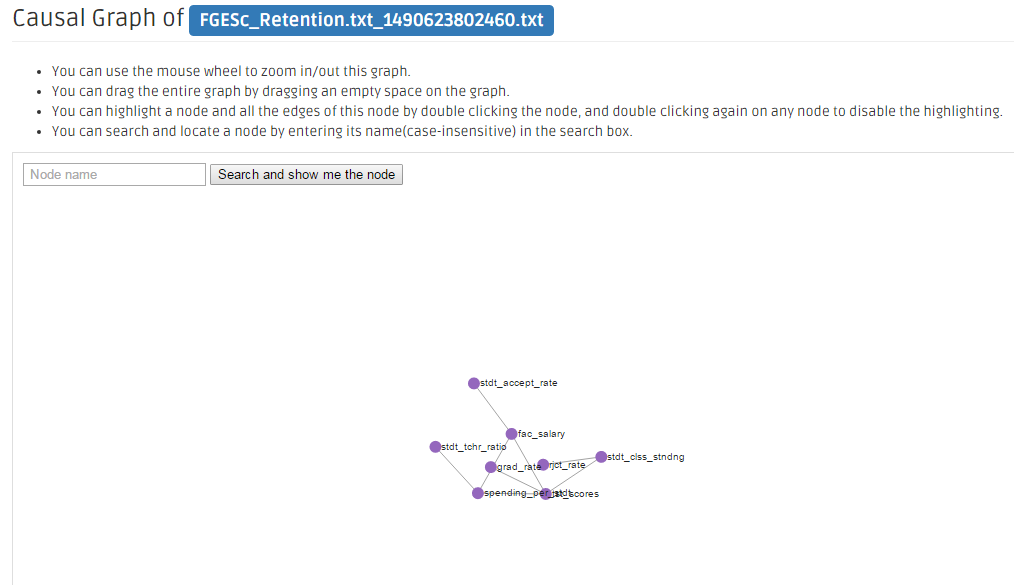 Causal Graph of FGESc_Retention.txt_1490623802460.txt
You can use the mouse wheel to zoom in/out this graph.
You can drag the entire graph by dragging an empty space on the graph.
You can highlight a node and all the edges of this node by double clicking the node, and double clicking again on any node to disable the highlighting.
You can search and locate a node by entering its name(case-insensitive) in the search box.
Node name Search and show me the node
stdt_accept_rate
fac_salary
stdt_tchr_ratio
stdt_clss_stndng
grad_rate rjct_rate
spending_per_stdt tst_scores